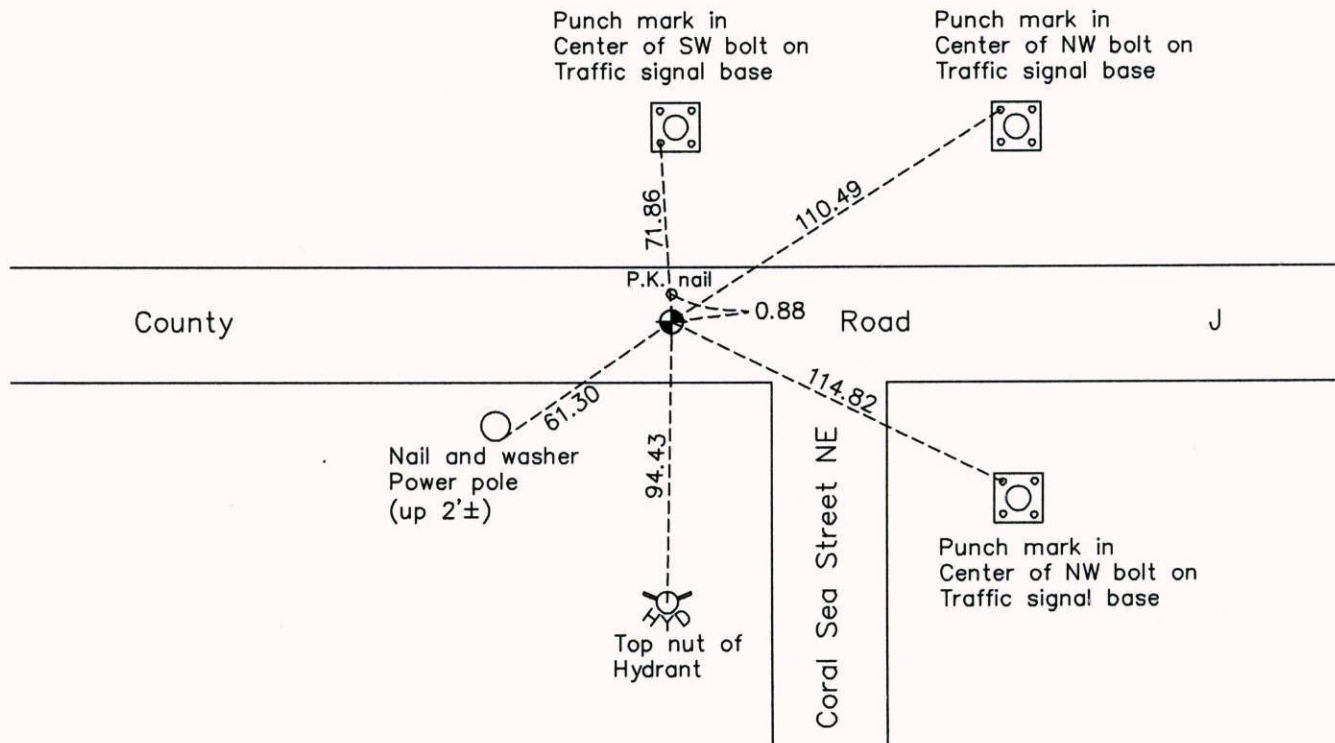 Punch mark in
Center of SW bolt on
Traffic signal base
Punch mark in
Center of NW bolt on
Traffic signal base
71.86
110.49
P.K. nail
0.88
County Road J
61.30
94.43
114.82
Nail and washer
Power pole
(up 2'±)
HYD
Top nut of
Hydrant
Coral Sea Street NE
Punch mark in
Center of NW bolt on
Traffic signal base